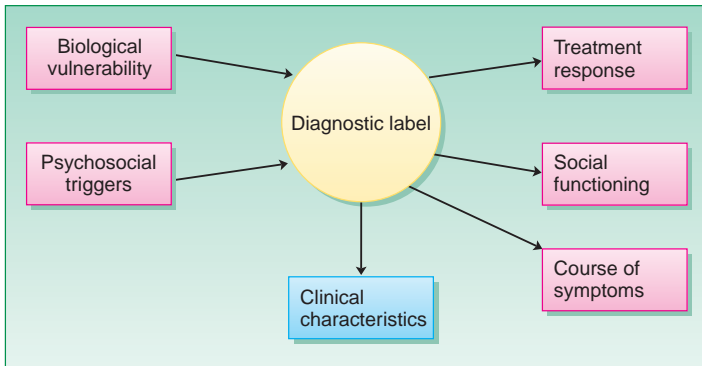 Biological
vulnerability
Psychosocial
triggers
Diagnostic label
Clinical
characteristics
Treatment
response
Social
functioning
Course of
symptoms